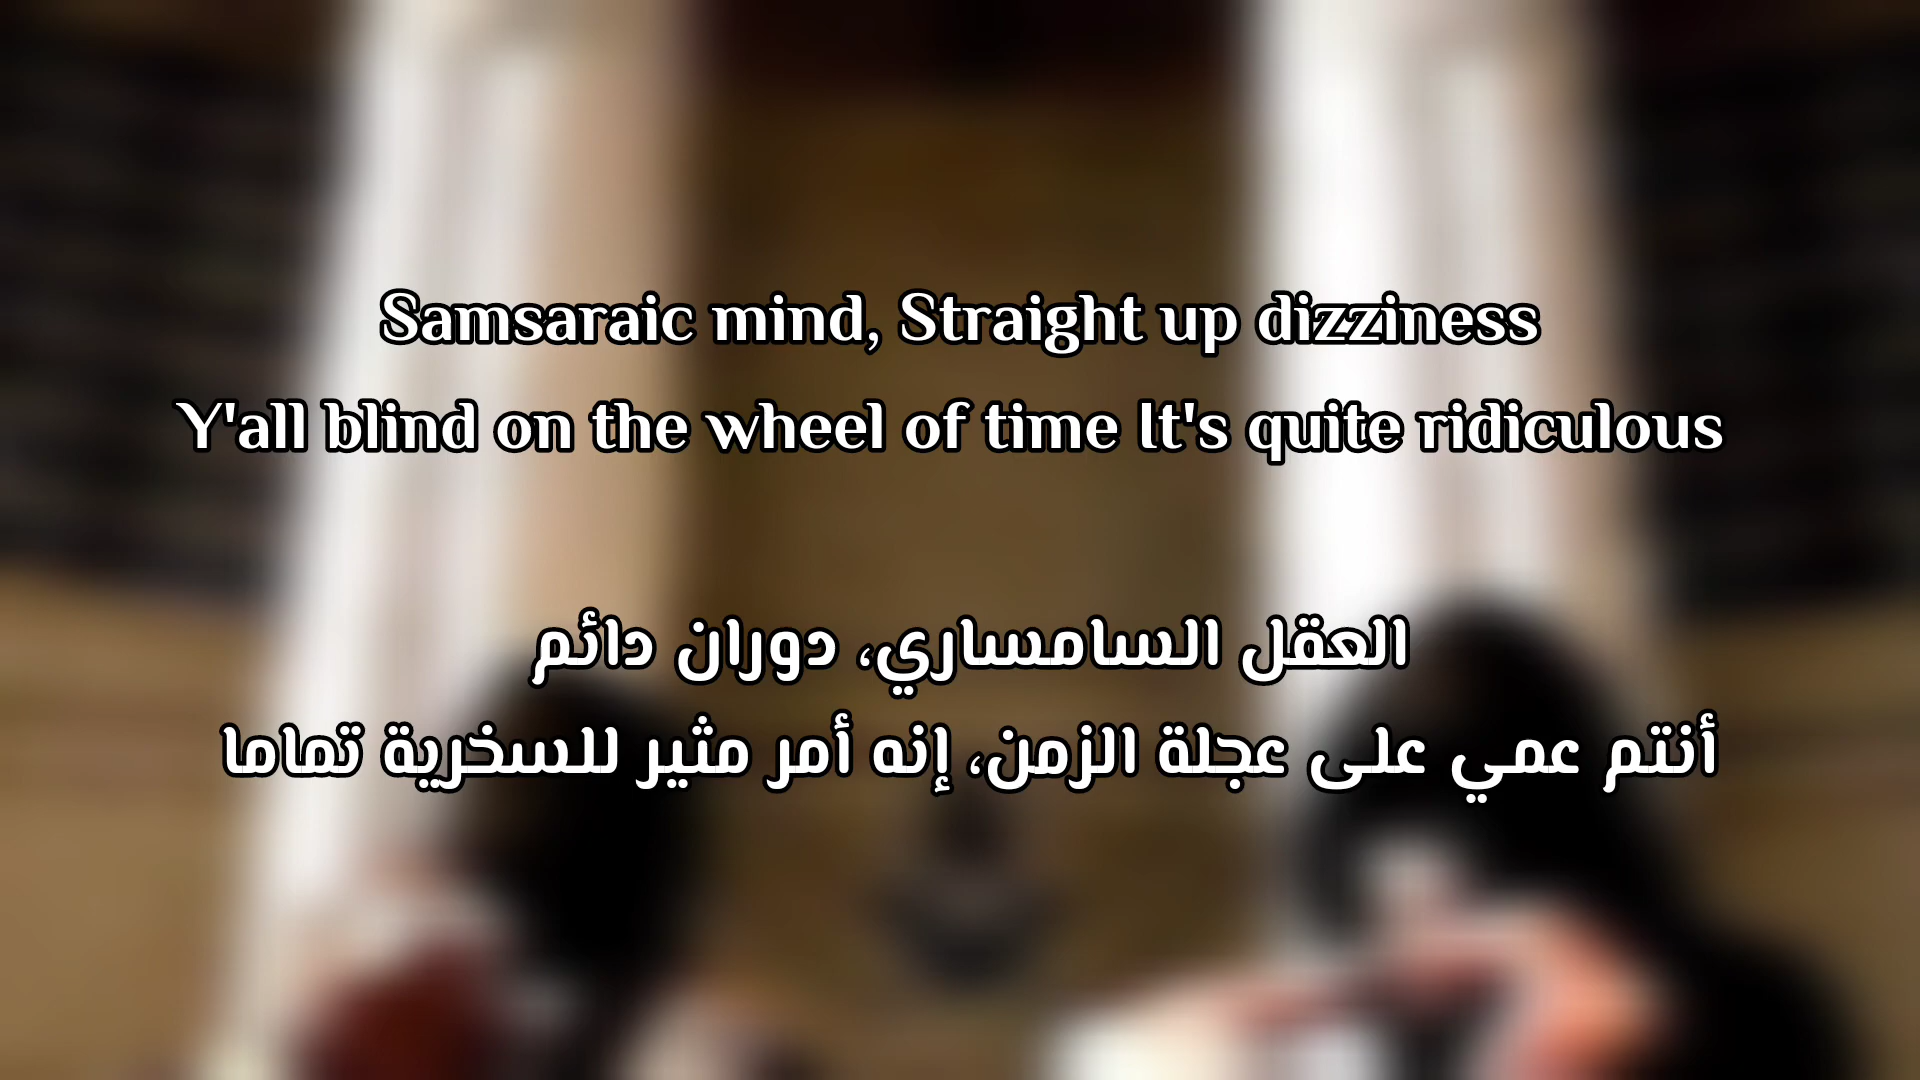 Samsaraic mind, Straight up dizziness
Y'all blind on the wheel of time It's quite ridiculous
العقل السامساري، دوران دائم
أنتم عمي على عجلة الزمن، إنه أمر مثير للسخرية تماما